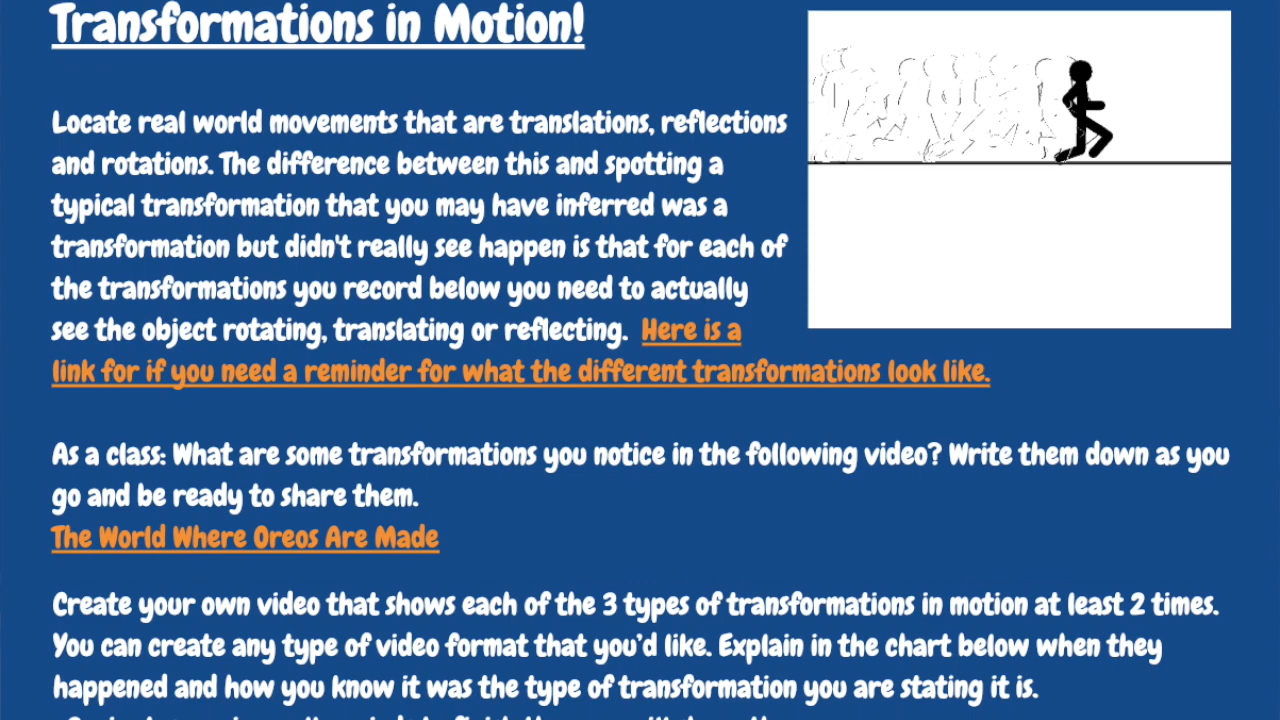 Transformations in Motion!
Locate real world movements that are translations, reflections
and rotations. The difference between this and spotting a
typical transformation that you may have inferred was a
transformation but didn't really see happen is that for each of
the transformations you record below you need to actually
see the object rotating, translating or reflecting. Here is a
link for if you need a reminder for what the different transformations look like.
As a class: What are some transformations you notice in the following video? Write them down as you
go and be ready to share them.
The World Where Oreos Are Made
Create your own video that shows each of the 3 types of transformations in motion at least 2 times.
You can create any type of video format that you’d like. Explain in the chart below when they
happened and how you know it was the type of transformation you are stating it is.